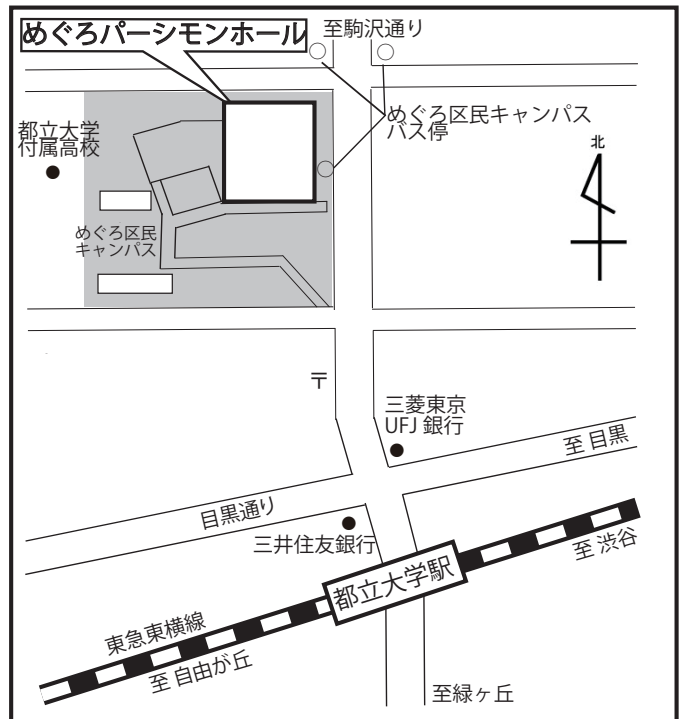 至駒沢通り
めぐろパーシモンホール
めぐろ区民キャンパス
バス停
都立大学
付属高校
北
めぐろ区民
キャンパス
〒
三菱東京
UFJ 銀行
至 目黒
目黒通り
三井住友銀行
至 渋谷
都立大学駅
東急東横線
至 自由が丘
至緑ヶ丘